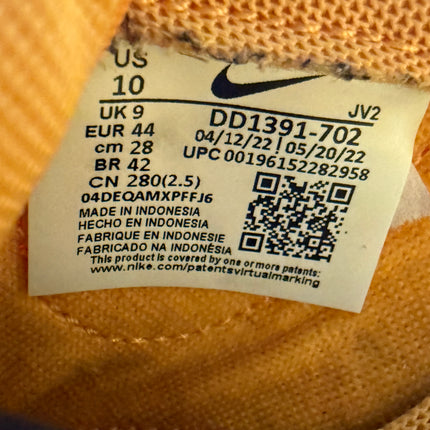 US
10
JV2
UK 9
DD1391-702
EUR 44
04/12/22 | 05/20/22
cm 28
UPC 00196152282958
BR 42
CN 280(2.5)
04DEQAMXPFFJ6
MADE IN INDONESIA
HECHO EN INDONESIA
FABRIQUE EN INDONESIE
FABRICADO NA INDONÉSIA
This product is covered by one or more patents:
www.nike.com/patentsvirtualmarking